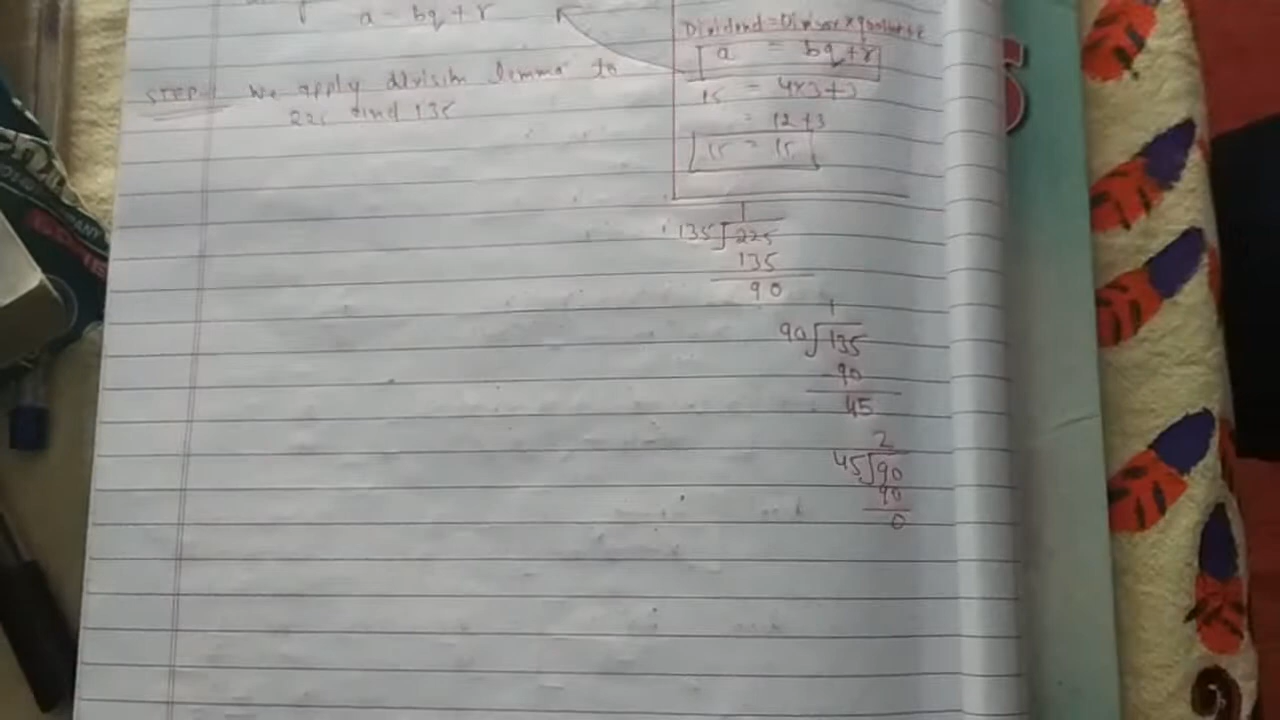 a = bq + r
STEP-1 We apply division lemma to
225 and 135
Dividend = Divisor × quotient + r
a = bq + r
15 = 4×3+3
= 12+3
15 = 15
1
135 225
135
90
1
90 135
90
45
2
45 90
90
0